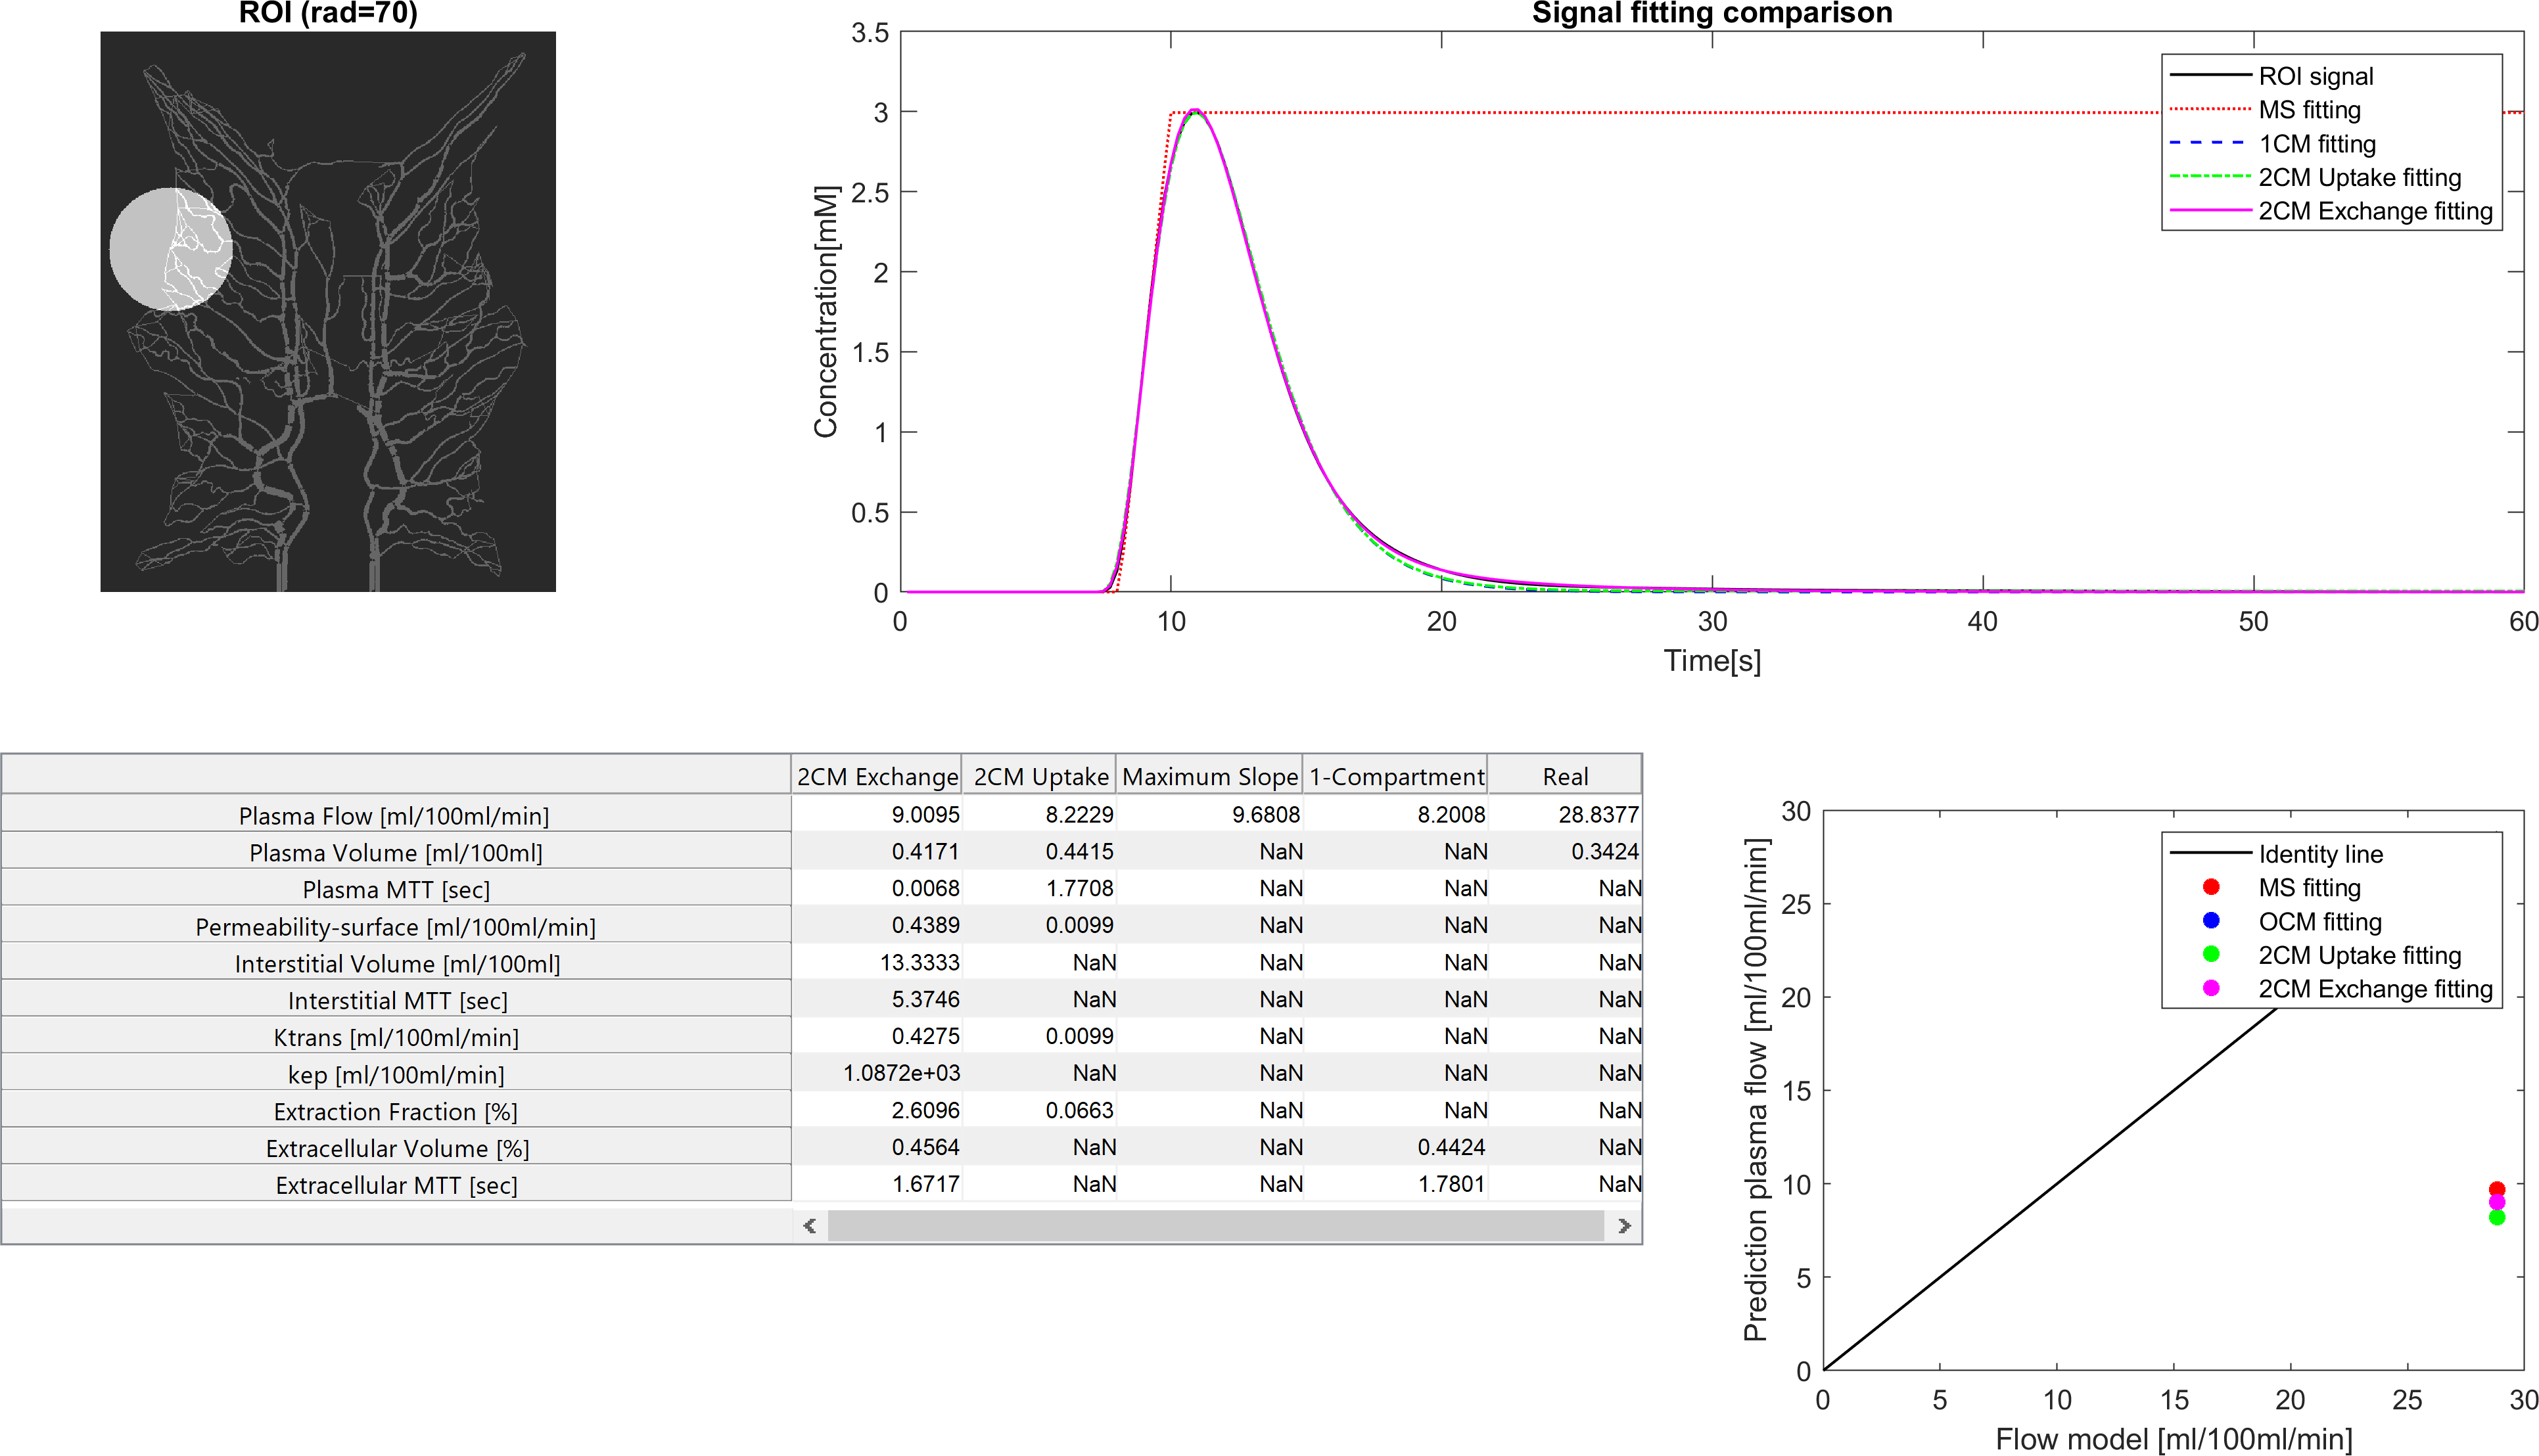 ROI (rad=70)
Signal fitting comparison
3.5
3
2.5
2
1.5
1
0.5
0
Concentration[mM]
0 10 20 30 40 50 60
Time[s]
ROI signal
MS fitting
1CM fitting
2CM Uptake fitting
2CM Exchange fitting
2CM Exchange 2CM Uptake Maximum Slope 1-Compartment Real
Plasma Flow [ml/100ml/min] 9.0095 8.2229 9.6808 8.2008 28.8377
Plasma Volume [ml/100ml] 0.4171 0.4415 NaN NaN 0.3424
Plasma MTT [sec] 0.0068 1.7708 NaN NaN NaN
Permeability-surface [ml/100ml/min] 0.4389 0.0099 NaN NaN NaN
Interstitial Volume [ml/100ml] 13.3333 NaN NaN NaN NaN
Interstitial MTT [sec] 5.3746 NaN NaN NaN NaN
Ktrans [ml/100ml/min] 0.4275 0.0099 NaN NaN NaN
kep [ml/100ml/min] 1.0872e+03 NaN NaN NaN NaN
Extraction Fraction [%] 2.6096 0.0663 NaN NaN NaN
Extracellular Volume [%] 0.4564 NaN NaN 0.4424 NaN
Extracellular MTT [sec] 1.6717 NaN NaN 1.7801 NaN
30
25
20
15
10
5
0
Prediction plasma flow [ml/100ml/min]
0 5 10 15 20 25 30
Flow model [ml/100ml/min]
Identity line
MS fitting
OCM fitting
2CM Uptake fitting
2CM Exchange fitting